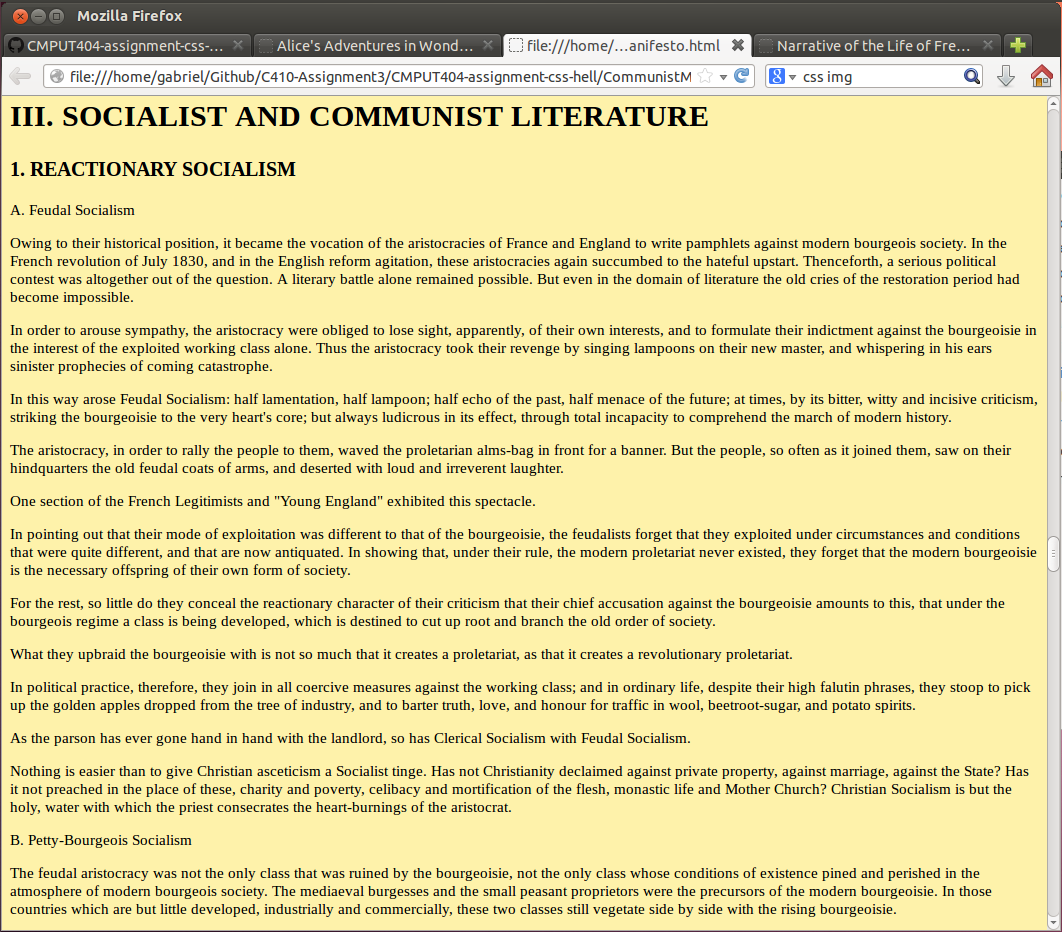 Mozilla Firefox
CMPUT404-assignment-css-...
Alice's Adventures in Wond...
file:///home/...anifesto.html
Narrative of the Life of Fre...
file:///home/gabriel/Github/C410-Assignment3/CMPUT404-assignment-css-hell/CommunistM
8
css img
III. SOCIALIST AND COMMUNIST LITERATURE
1. REACTIONARY SOCIALISM
A. Feudal Socialism
Owing to their historical position, it became the vocation of the aristocracies of France and England to write pamphlets against modern bourgeois society. In the
French revolution of July 1830, and in the English reform agitation, these aristocracies again succumbed to the hateful upstart. Thenceforth, a serious political
contest was altogether out of the question. A literary battle alone remained possible. But even in the domain of literature the old cries of the restoration period had
become impossible.
In order to arouse sympathy, the aristocracy were obliged to lose sight, apparently, of their own interests, and to formulate their indictment against the bourgeoisie in
the interest of the exploited working class alone. Thus the aristocracy took their revenge by singing lampoons on their new master, and whispering in his ears
sinister prophecies of coming catastrophe.
In this way arose Feudal Socialism: half lamentation, half lampoon; half echo of the past, half menace of the future; at times, by its bitter, witty and incisive criticism,
striking the bourgeoisie to the very heart's core; but always ludicrous in its effect, through total incapacity to comprehend the march of modern history.
The aristocracy, in order to rally the people to them, waved the proletarian alms-bag in front for a banner. But the people, so often as it joined them, saw on their
hindquarters the old feudal coats of arms, and deserted with loud and irreverent laughter.
One section of the French Legitimists and "Young England" exhibited this spectacle.
In pointing out that their mode of exploitation was different to that of the bourgeoisie, the feudalists forget that they exploited under circumstances and conditions
that were quite different, and that are now antiquated. In showing that, under their rule, the modern proletariat never existed, they forget that the modern bourgeoisie
is the necessary offspring of their own form of society.
For the rest, so little do they conceal the reactionary character of their criticism that their chief accusation against the bourgeoisie amounts to this, that under the
bourgeois regime a class is being developed, which is destined to cut up root and branch the old order of society.
What they upbraid the bourgeoisie with is not so much that it creates a proletariat, as that it creates a revolutionary proletariat.
In political practice, therefore, they join in all coercive measures against the working class; and in ordinary life, despite their high falutin phrases, they stoop to pick
up the golden apples dropped from the tree of industry, and to barter truth, love, and honour for traffic in wool, beetroot-sugar, and potato spirits.
As the parson has ever gone hand in hand with the landlord, so has Clerical Socialism with Feudal Socialism.
Nothing is easier than to give Christian asceticism a Socialist tinge. Has not Christianity declaimed against private property, against marriage, against the State? Has
it not preached in the place of these, charity and poverty, celibacy and mortification of the flesh, monastic life and Mother Church? Christian Socialism is but the
holy, water with which the priest consecrates the heart-burnings of the aristocrat.
B. Petty-Bourgeois Socialism
The feudal aristocracy was not the only class that was ruined by the bourgeoisie, not the only class whose conditions of existence pined and perished in the
atmosphere of modern bourgeois society. The mediaeval burgesses and the small peasant proprietors were the precursors of the modern bourgeoisie. In those
countries which are but little developed, industrially and commercially, these two classes still vegetate side by side with the rising bourgeoisie.